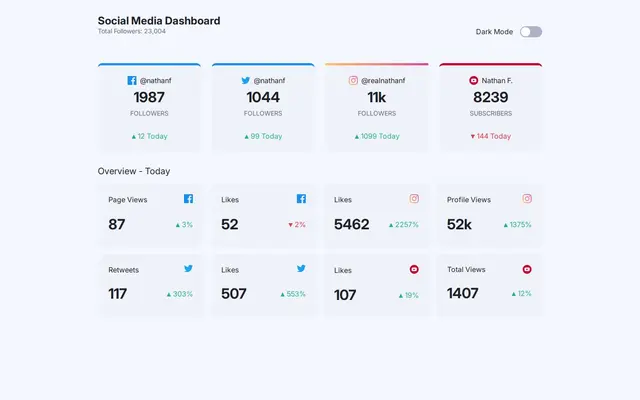 Social Media Dashboard
Total Followers: 23,004
Dark Mode
@nathanf
1987
FOLLOWERS
▲ 12 Today
@nathanf
1044
FOLLOWERS
▲ 99 Today
@realnathanf
11k
FOLLOWERS
▲ 1099 Today
Nathan F.
8239
SUBSCRIBERS
▼ 144 Today
Overview - Today
Page Views
87
▲ 3%
Likes
52
▼ 2%
Likes
5462
▲ 2257%
Profile Views
52k
▲ 1375%
Retweets
117
▲ 303%
Likes
507
▲ 553%
Likes
107
▲ 19%
Total Views
1407
▲ 12%